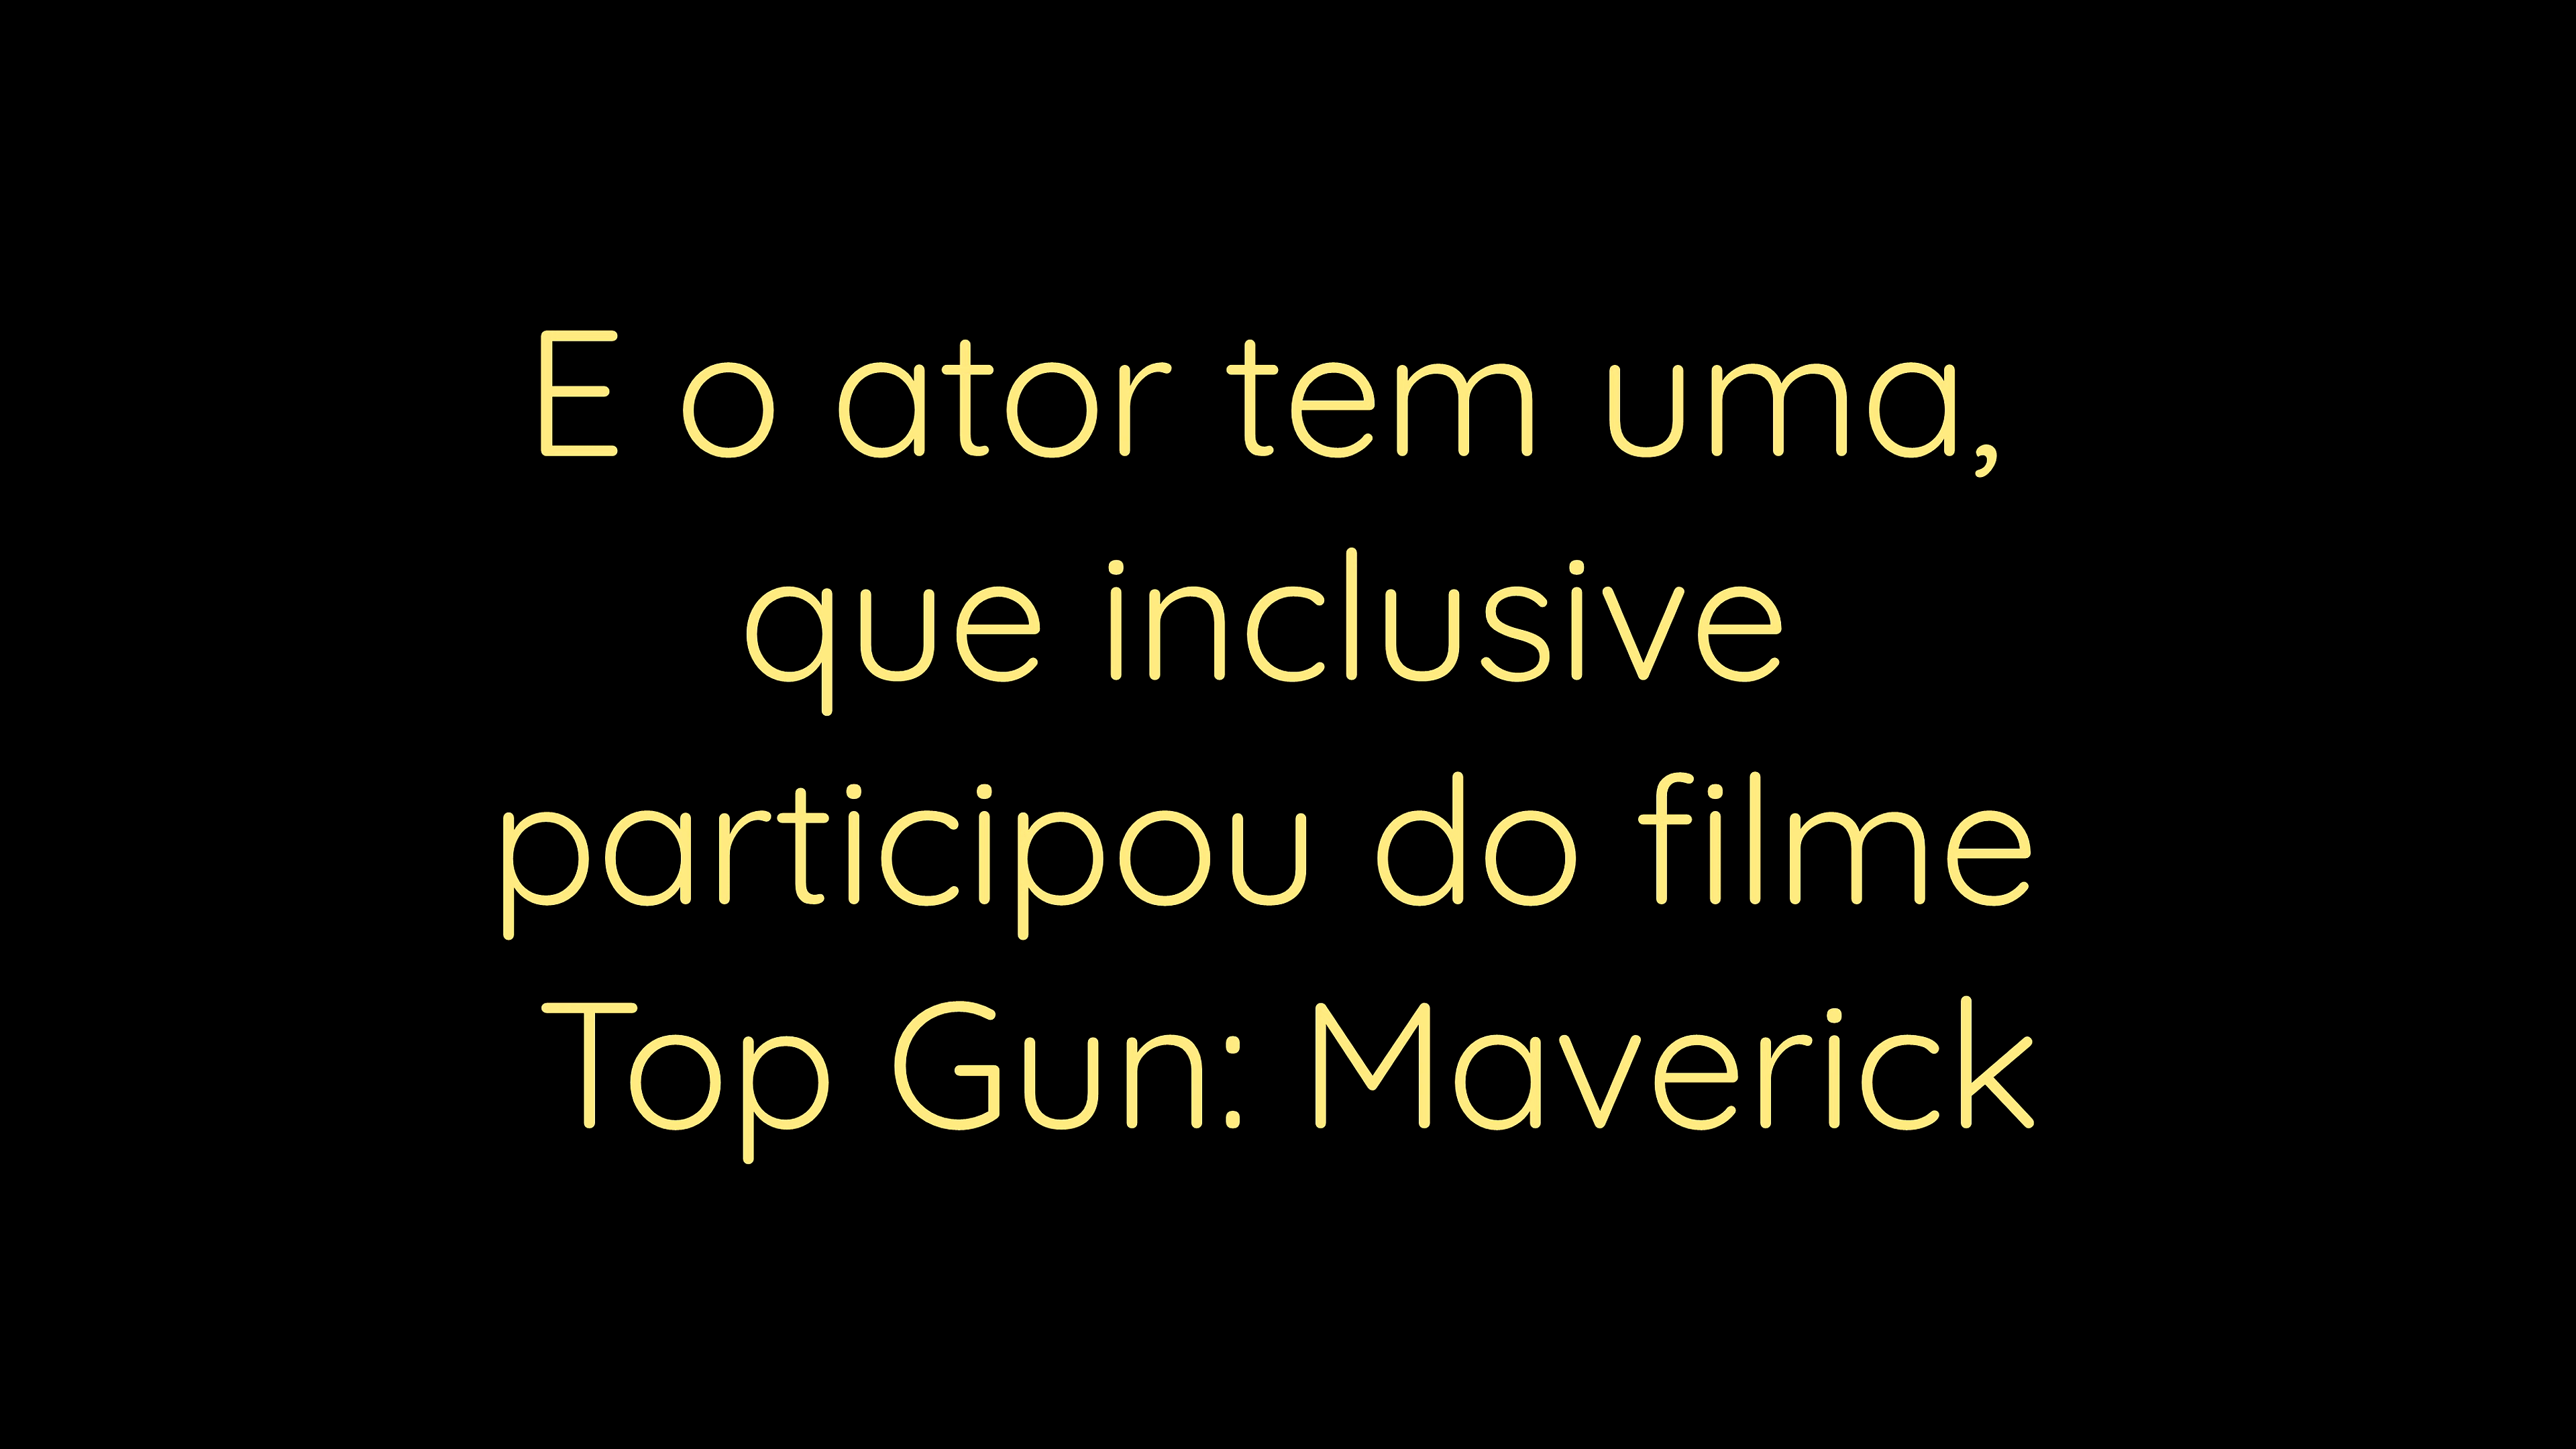 E o ator tem uma,
que inclusive
participou do filme
Top Gun: Maverick